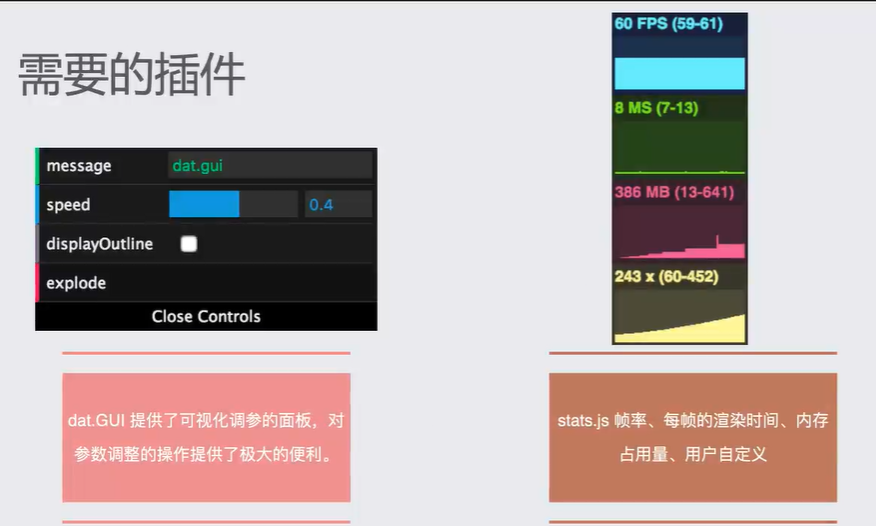 需要的插件
message
dat.gui
speed
0.4
displayOutline
explode
Close Controls
dat.GUI 提供了可视化调参的面板，对
参数调整的操作提供了极大的便利。
60 FPS (59-61)
8 MS (7-13)
386 MB (13-641)
243 x (60-452)
stats.js 帧率、每帧的渲染时间、内存
占用量、用户自定义